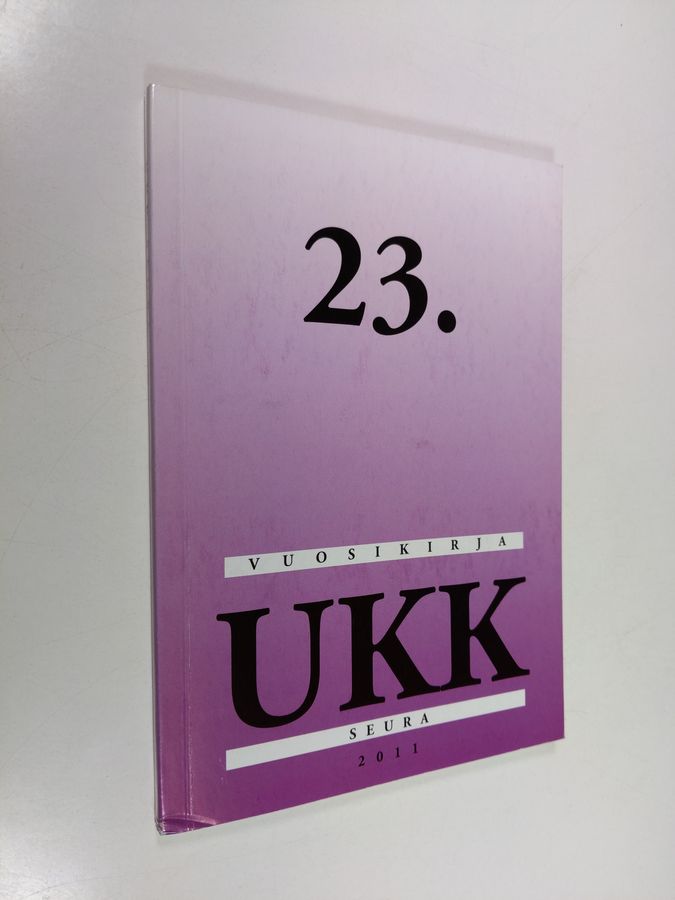 23.
VUOSIKIRJA
UKK
SEURA
2011